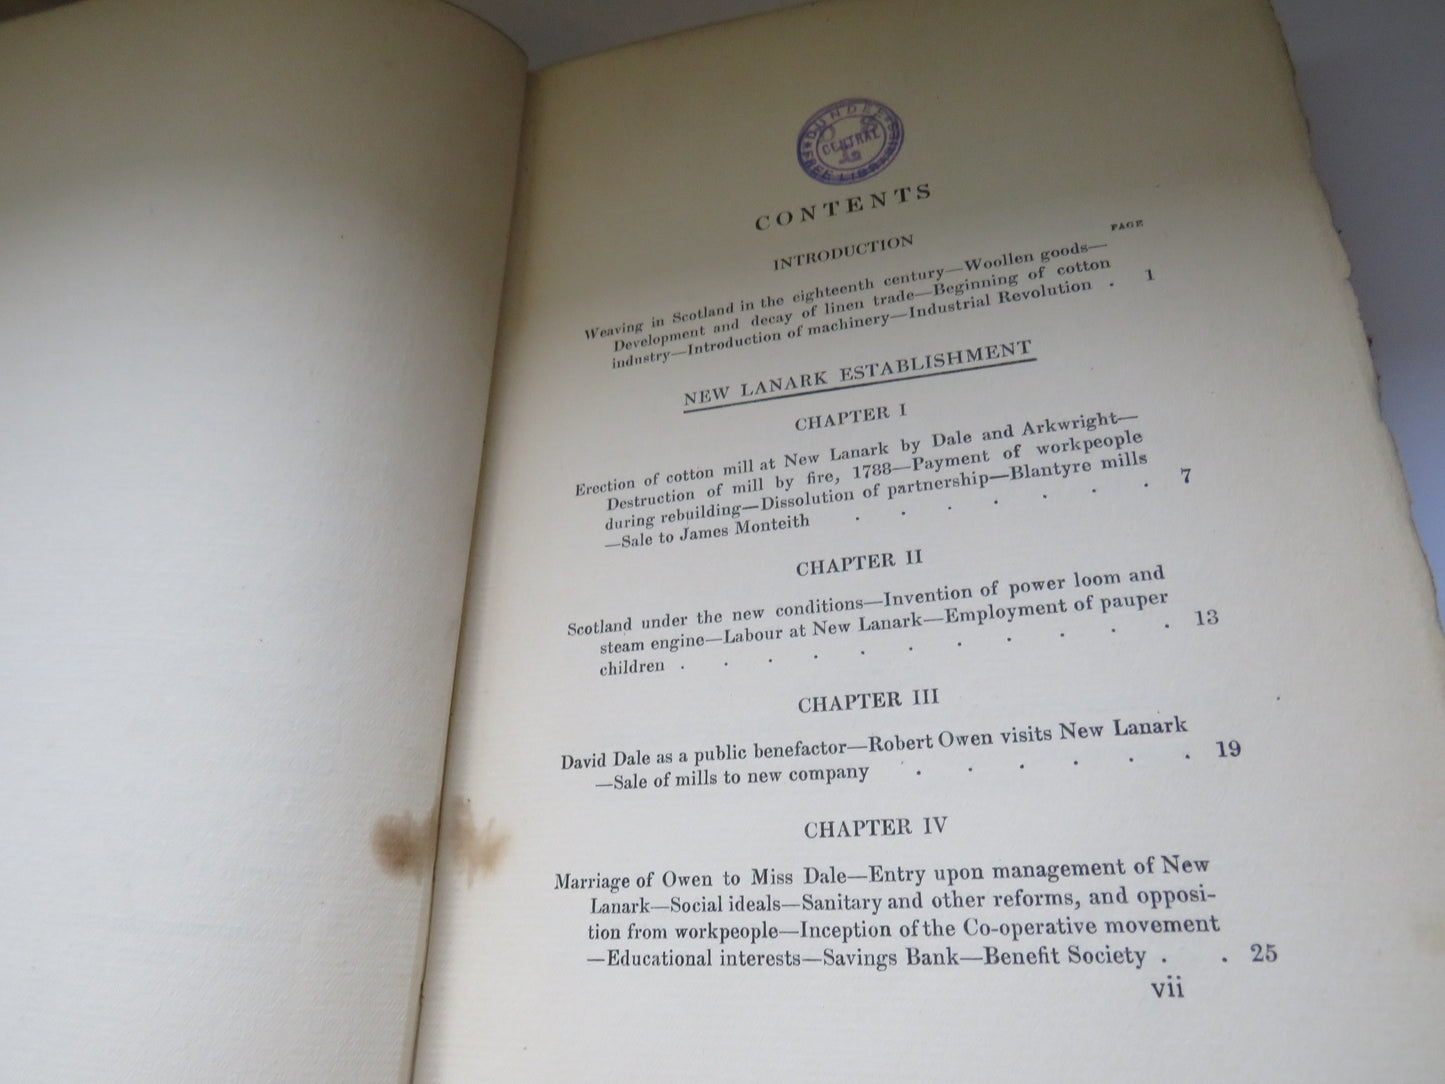 DUNDEE
FREE LIBRARIES
CENTRAL
CONTENTS
INTRODUCTION
PAGE
Weaving in Scotland in the eighteenth century—Woollen goods—
Development and decay of linen trade—Beginning of cotton
industry—Introduction of machinery—Industrial Revolution . 1
NEW LANARK ESTABLISHMENT
CHAPTER I
Erection of cotton mill at New Lanark by Dale and Arkwright—
Destruction of mill by fire, 1788—Payment of workpeople
during rebuilding—Dissolution of partnership—Blantyre mills
—Sale to James Monteith . . . . . . . 7
CHAPTER II
Scotland under the new conditions—Invention of power loom and
steam engine—Labour at New Lanark—Employment of pauper
children . . . . . . . . . . . 13
CHAPTER III
David Dale as a public benefactor—Robert Owen visits New Lanark
—Sale of mills to new company . . . . . . 19
CHAPTER IV
Marriage of Owen to Miss Dale—Entry upon management of New
Lanark—Social ideals—Sanitary and other reforms, and opposi-
tion from workpeople—Inception of the Co-operative movement
—Educational interests—Savings Bank—Benefit Society . . 25
vii